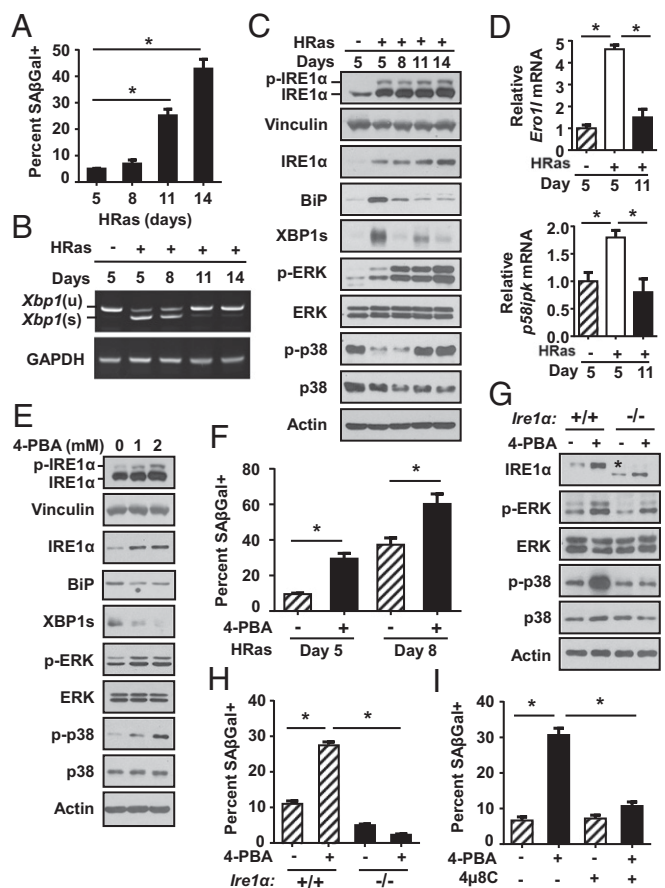 A
Percent SAβGal+
50
40
30
20
10
0
*
*
5 8 11 14
HRas (days)
B
HRas - + + + +
Days 5 5 8 11 14
Xbp1(u)
Xbp1(s)
GAPDH
C
HRas - + + + +
Days 5 5 8 11 14
p-IRE1α
IRE1α
Vinculin
IRE1α
BiP
XBP1s
p-ERK
ERK
p-p38
p38
Actin
D
Relative
Ero1l mRNA
5
4
3
2
1
0
* *
HRas - + +
Day 5 5 11
Relative
p58ipk mRNA
2.0
1.5
1.0
0.5
0.0
* *
HRas - + +
Day 5 5 11
E
4-PBA (mM) 0 1 2
p-IRE1α
IRE1α
Vinculin
IRE1α
BiP
XBP1s
p-ERK
ERK
p-p38
p38
Actin
F
Percent SAβGal+
80
60
40
20
0
*
*
4-PBA - + - +
HRas Day 5 Day 8
G
Ire1α: +/+ -/-
4-PBA - + - +
IRE1α
*
p-ERK
ERK
p-p38
p38
Actin
H
Percent SAβGal+
40
30
20
10
0
* *
4-PBA - + - +
Ire1α: +/+ -/-
I
Percent SAβGal+
40
30
20
10
0
* *
4-PBA - + - +
4μ8C - - + +